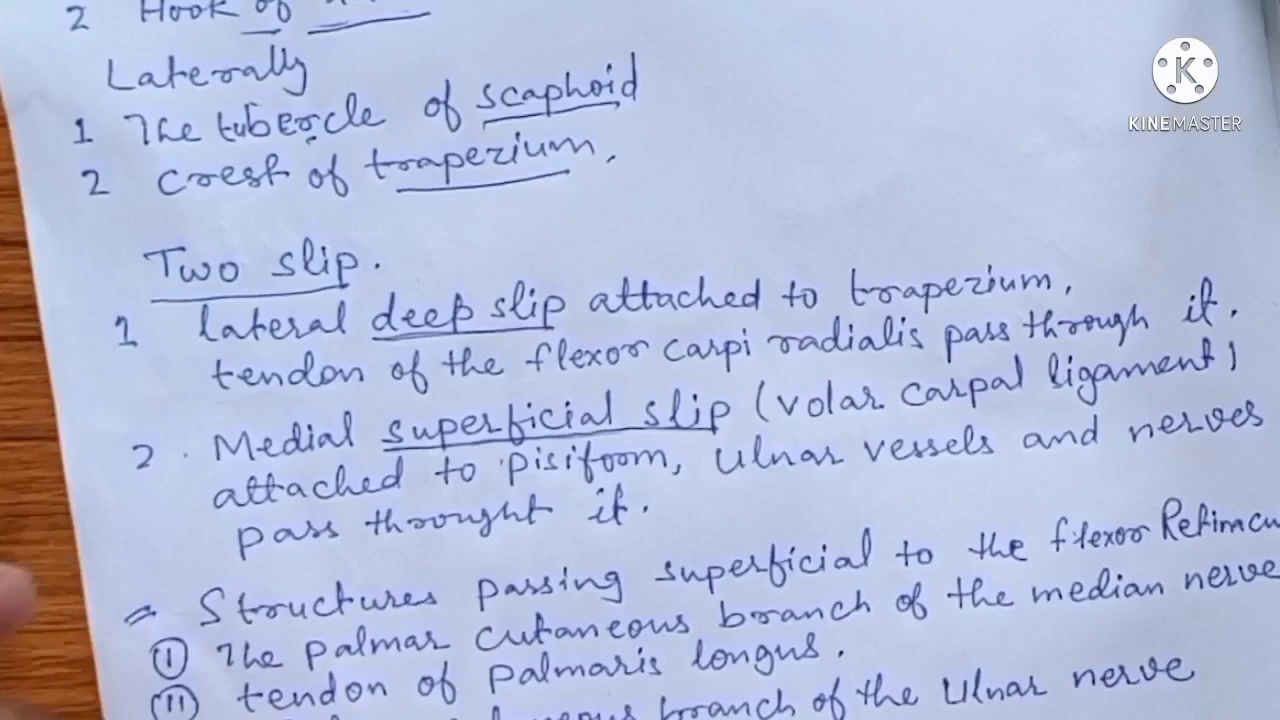 2 Hook of
Laterally
1 The tubercle of scaphoid
2 Crest of trapezium.
Two slip.
1 lateral deep slip attached to trapezium,
tendon of the flexor carpi radialis pass through it.
2. Medial superficial slip (volar carpal ligament)
attached to pisiform, ulnar vessels and nerves
pass throught it.
⇒ Structures passing superficial to the flexor
(I) The palmar cutaneous branch of the median nerve
(II) tendon of palmaris longus.
branch of the ulnar nerve
K
KINEMASTER